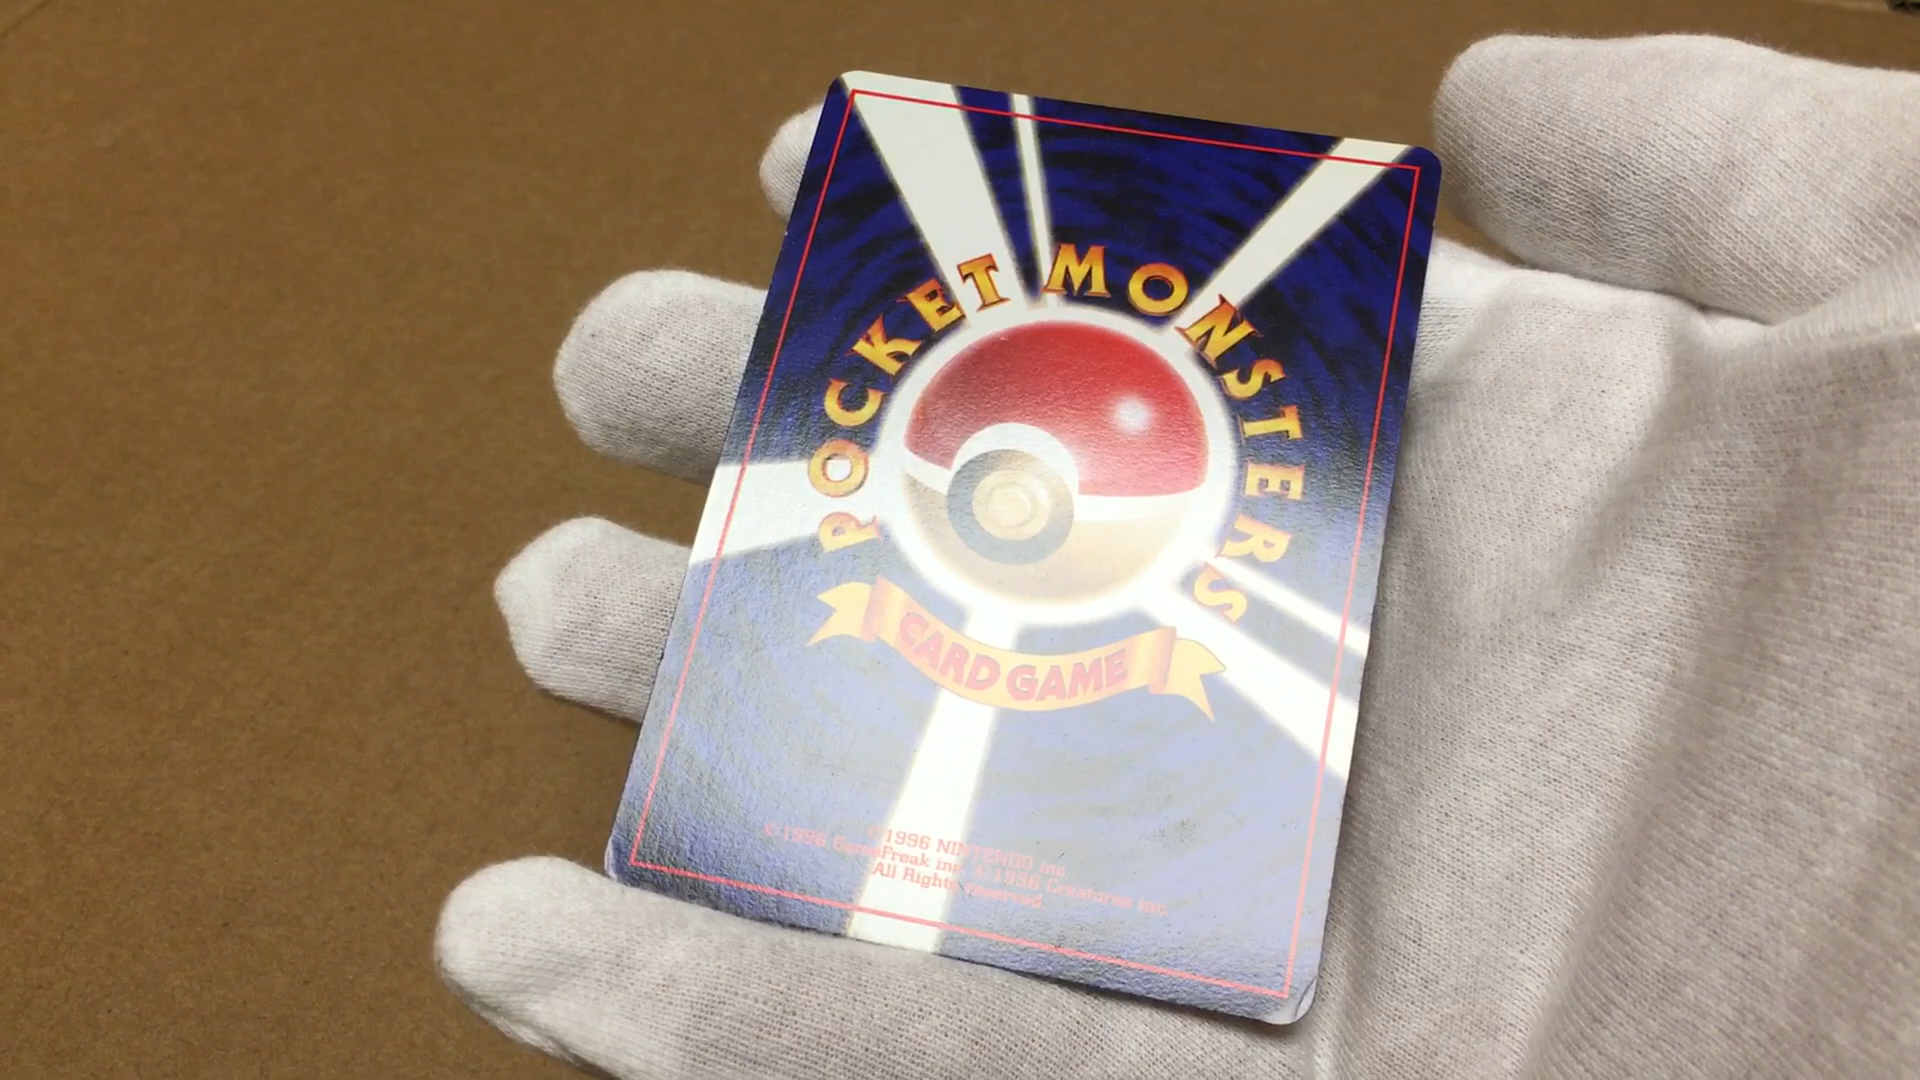 POCKET MONSTERS
CARD GAME
©1996 NINTENDO inc.
©1996 GameFreak inc. ©1996 Creatures inc.
All Rights reserved.